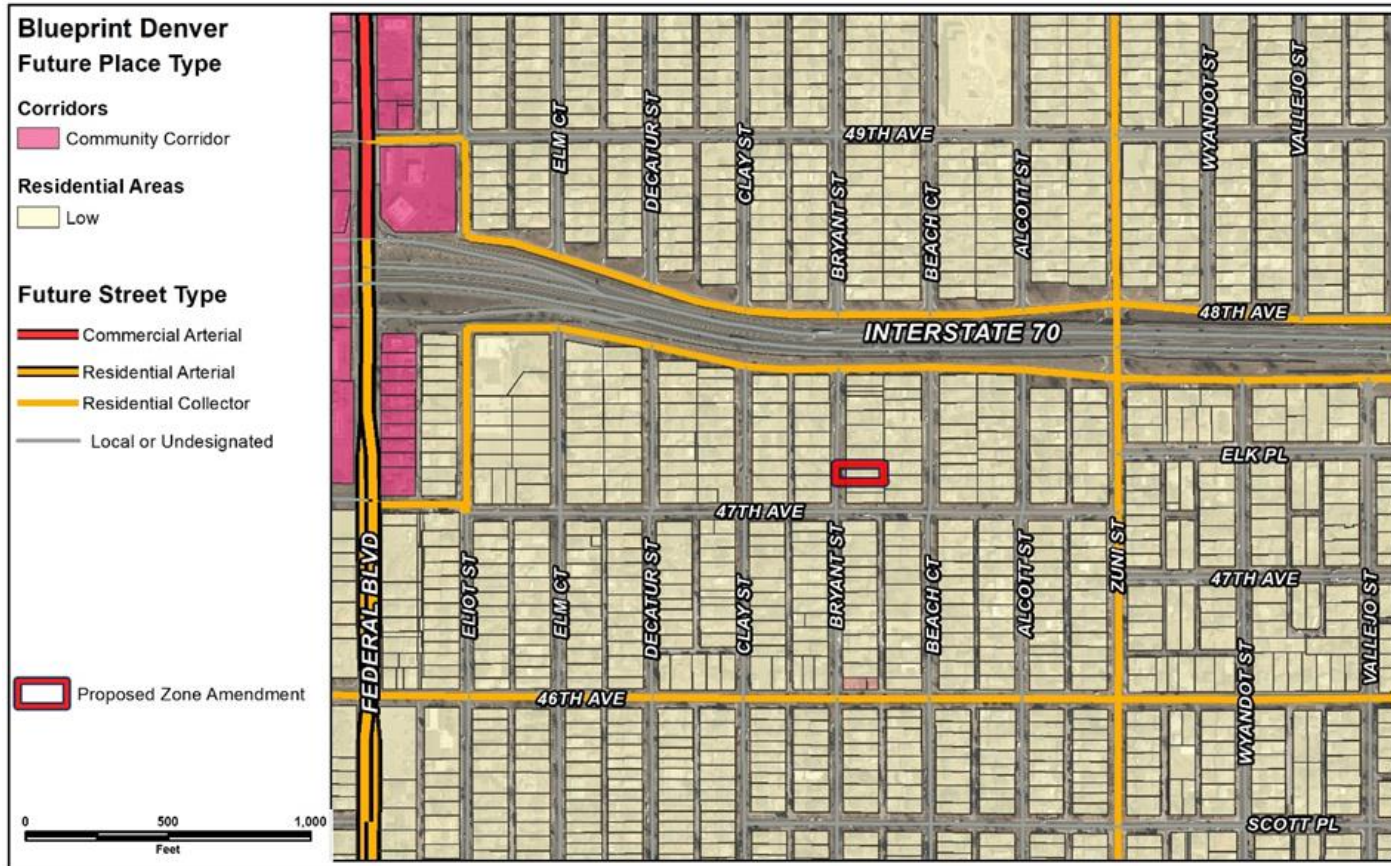 Blueprint Denver
Future Place Type
Corridors
Community Corridor
Residential Areas
Low
Future Street Type
Commercial Arterial
Residential Arterial
Residential Collector
Local or Undesignated
Proposed Zone Amendment
0 500 1,000
Feet
49TH AVE
ELM CT
DECATUR ST
CLAY ST
BRYANT ST
BEACH CT
ALCOTT ST
WYANDOT ST
VALLEJO ST
48TH AVE
INTERSTATE 70
ELK PL
47TH AVE
FEDERAL BLVD
ELIOT ST
ELM CT
DECATUR ST
CLAY ST
BRYANT ST
BEACH CT
ALCOTT ST
ZUNI ST
47TH AVE
WYANDOT ST
VALLEJO ST
46TH AVE
SCOTT PL